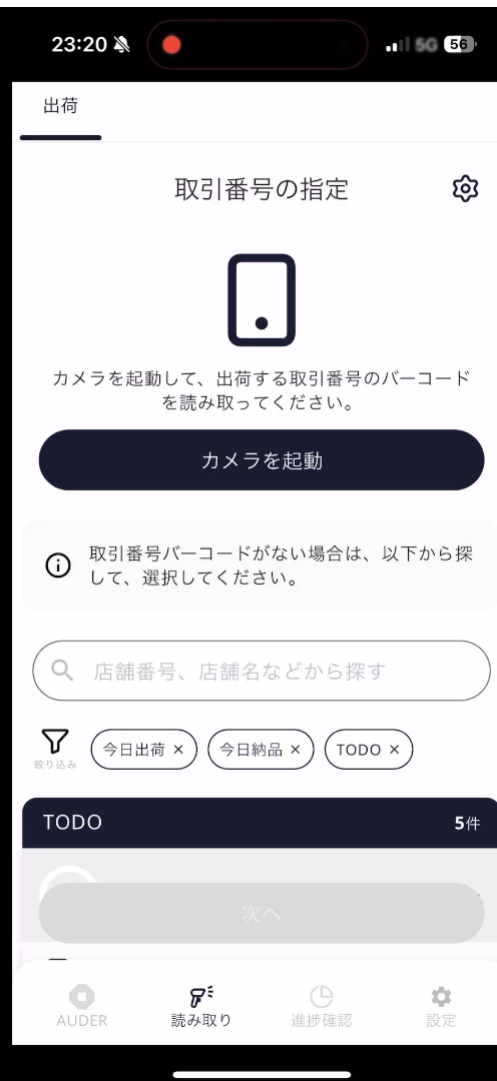 23:20
5G 56
出荷
取引番号の指定
カメラを起動して、出荷する取引番号のバーコード
を読み取ってください。
カメラを起動
取引番号バーコードがない場合は、以下から探
して、選択してください。
店舗番号、店舗名などから探す
絞り込み
今日出荷 × 今日納品 × TODO ×
TODO 5件
次へ
AUDER 読み取り 進捗確認 設定